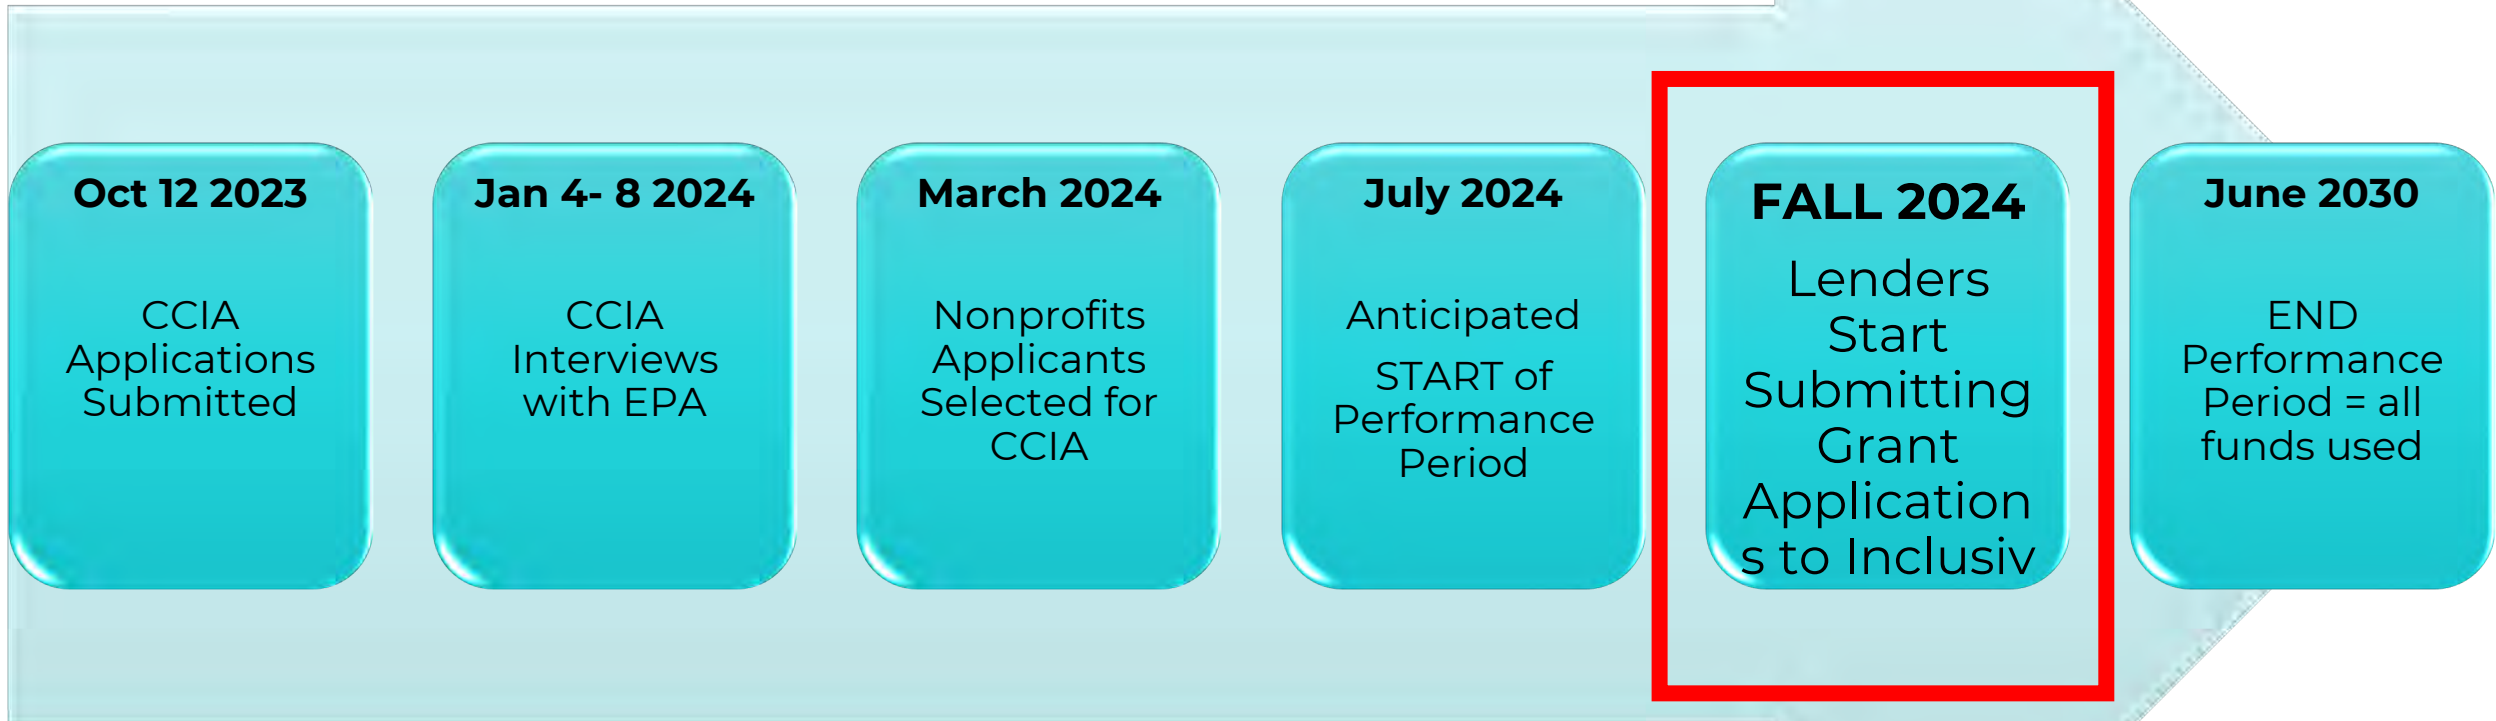 Oct 12 2023
CCIA
Applications
Submitted
Jan 4- 8 2024
CCIA
Interviews
with EPA
March 2024
Nonprofits
Applicants
Selected for
CCIA
July 2024
Anticipated
START of
Performance
Period
FALL 2024
Lenders
Start
Submitting
Grant
Application
s to Inclusiv
June 2030
END
Performance
Period = all
funds used